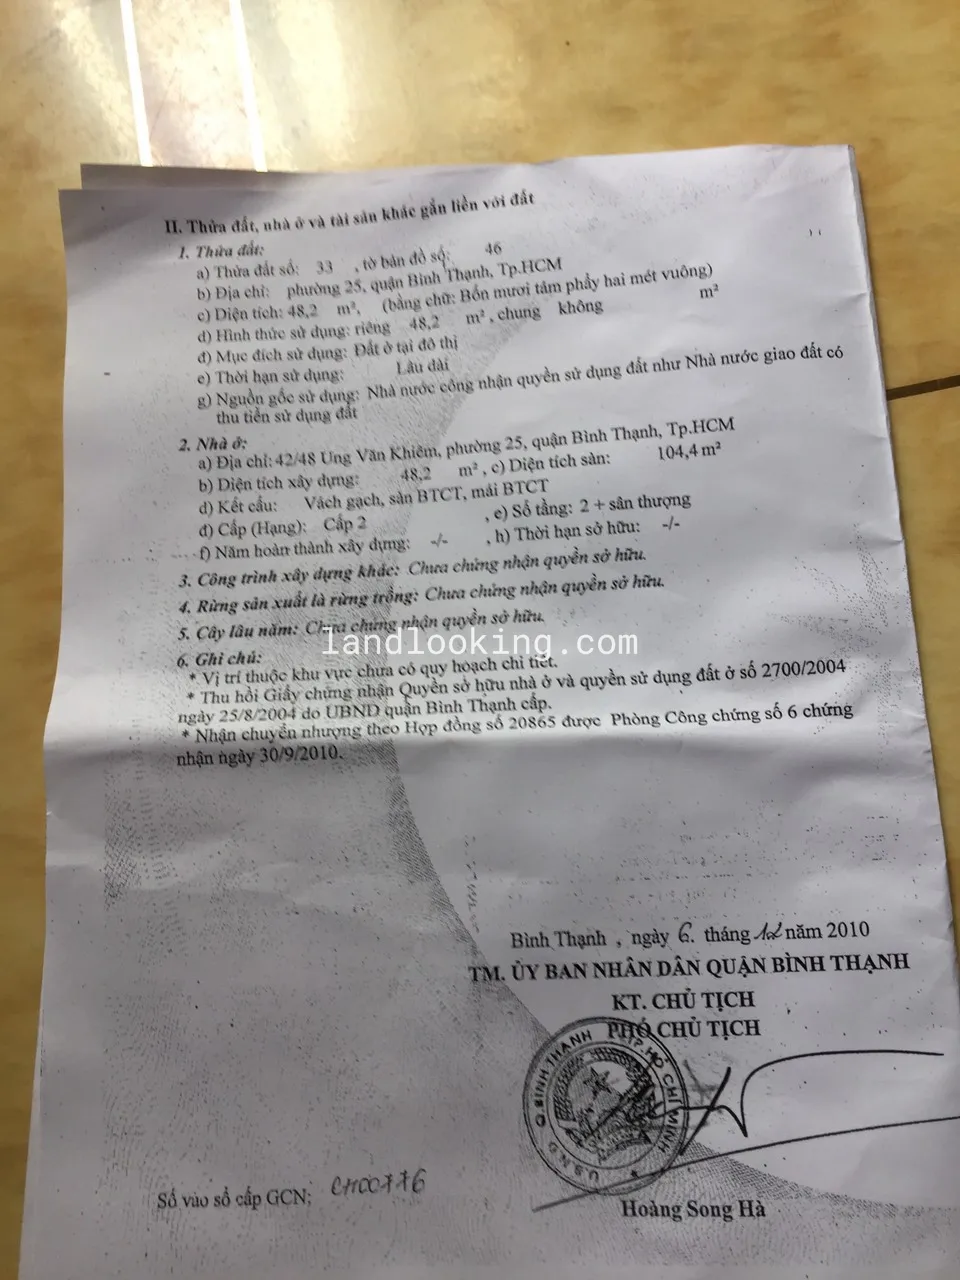 II. Thửa đất, nhà ở và tài sản khác gắn liền với đất
1. Thửa đất:
a) Thửa đất số: 33 , tờ bản đồ số: 46
b) Địa chỉ: phường 25, quận Bình Thạnh, Tp.HCM
c) Diện tích: 48,2 m², (bằng chữ: Bốn mươi tám phẩy hai mét vuông)
d) Hình thức sử dụng: riêng 48,2 m² , chung không m²
đ) Mục đích sử dụng: Đất ở tại đô thị
e) Thời hạn sử dụng: Lâu dài
g) Nguồn gốc sử dụng: Nhà nước công nhận quyền sử dụng đất như Nhà nước giao đất có
thu tiền sử dụng đất
2. Nhà ở:
a) Địa chỉ: 42/48 Ung Văn Khiêm, phường 25, quận Bình Thạnh, Tp.HCM
b) Diện tích xây dựng: 48,2 m² , c) Diện tích sàn: 104,4 m²
d) Kết cấu: Vách gạch, sàn BTCT, mái BTCT
đ) Cấp (Hạng): Cấp 2 , e) Số tầng: 2 + sân thượng
f) Năm hoàn thành xây dựng: -/- , h) Thời hạn sở hữu: -/-
3. Công trình xây dựng khác: Chưa chứng nhận quyền sở hữu.
4. Rừng sản xuất là rừng trồng: Chưa chứng nhận quyền sở hữu.
5. Cây lâu năm: Chưa chứng nhận quyền sở hữu.
landlooking.com
6. Ghi chú:
* Vị trí thuộc khu vực chưa có quy hoạch chi tiết.
* Thu hồi Giấy chứng nhận Quyền sở hữu nhà ở và quyền sử dụng đất ở số 2700/2004
ngày 25/8/2004 do UBND quận Bình Thạnh cấp.
* Nhận chuyển nhượng theo Hợp đồng số 20865 được Phòng Công chứng số 6 chứng
nhận ngày 30/9/2010.
Bình Thạnh , ngày 6. tháng 12 năm 2010
TM. ỦY BAN NHÂN DÂN QUẬN BÌNH THẠNH
KT. CHỦ TỊCH
PHÓ CHỦ TỊCH
U.B.N.D Q.BÌNH THẠNH T.P HỒ CHÍ MINH
Số vào sổ cấp GCN: CH00776
Hoàng Song Hà